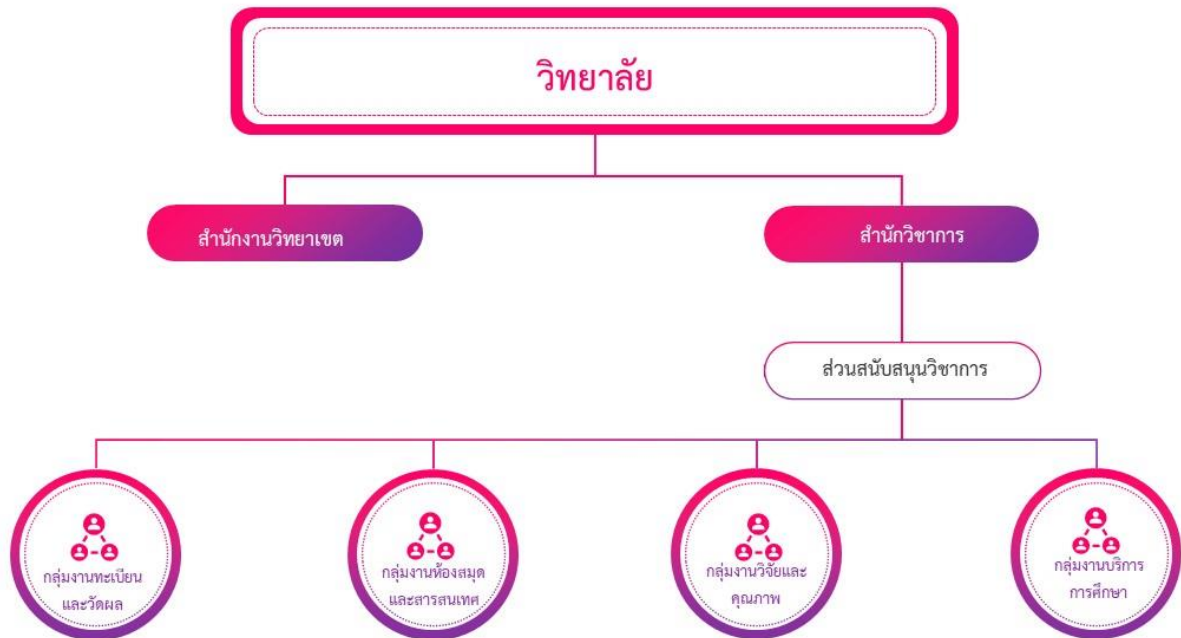 วิทยาลัย
สำนักงานวิทยาเขต
สำนักวิชาการ
ส่วนสนับสนุนวิชาการ
กลุ่มงานทะเบียน
และวัดผล
กลุ่มงานห้องสมุด
และสารสนเทศ
กลุ่มงานวิจัยและ
คุณภาพ
กลุ่มงานบริการ
การศึกษา